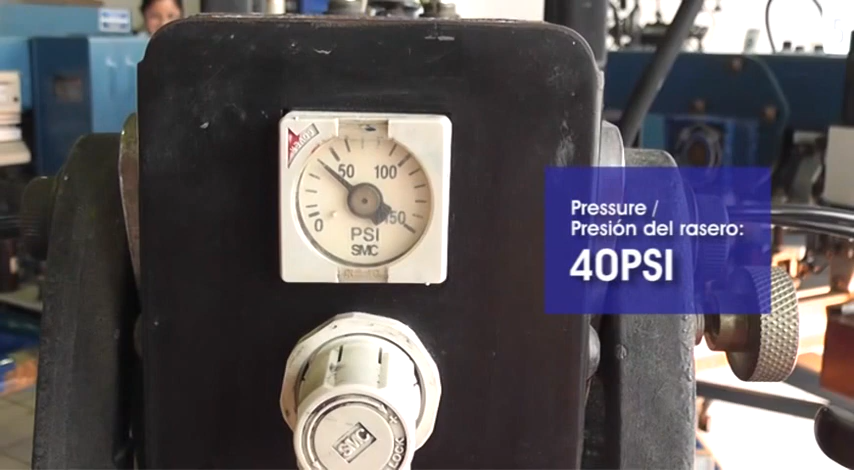 50 100
0 150
PSI
SMC
Pressure /
Presión del rasero:
40PSI
SMC
LOCK